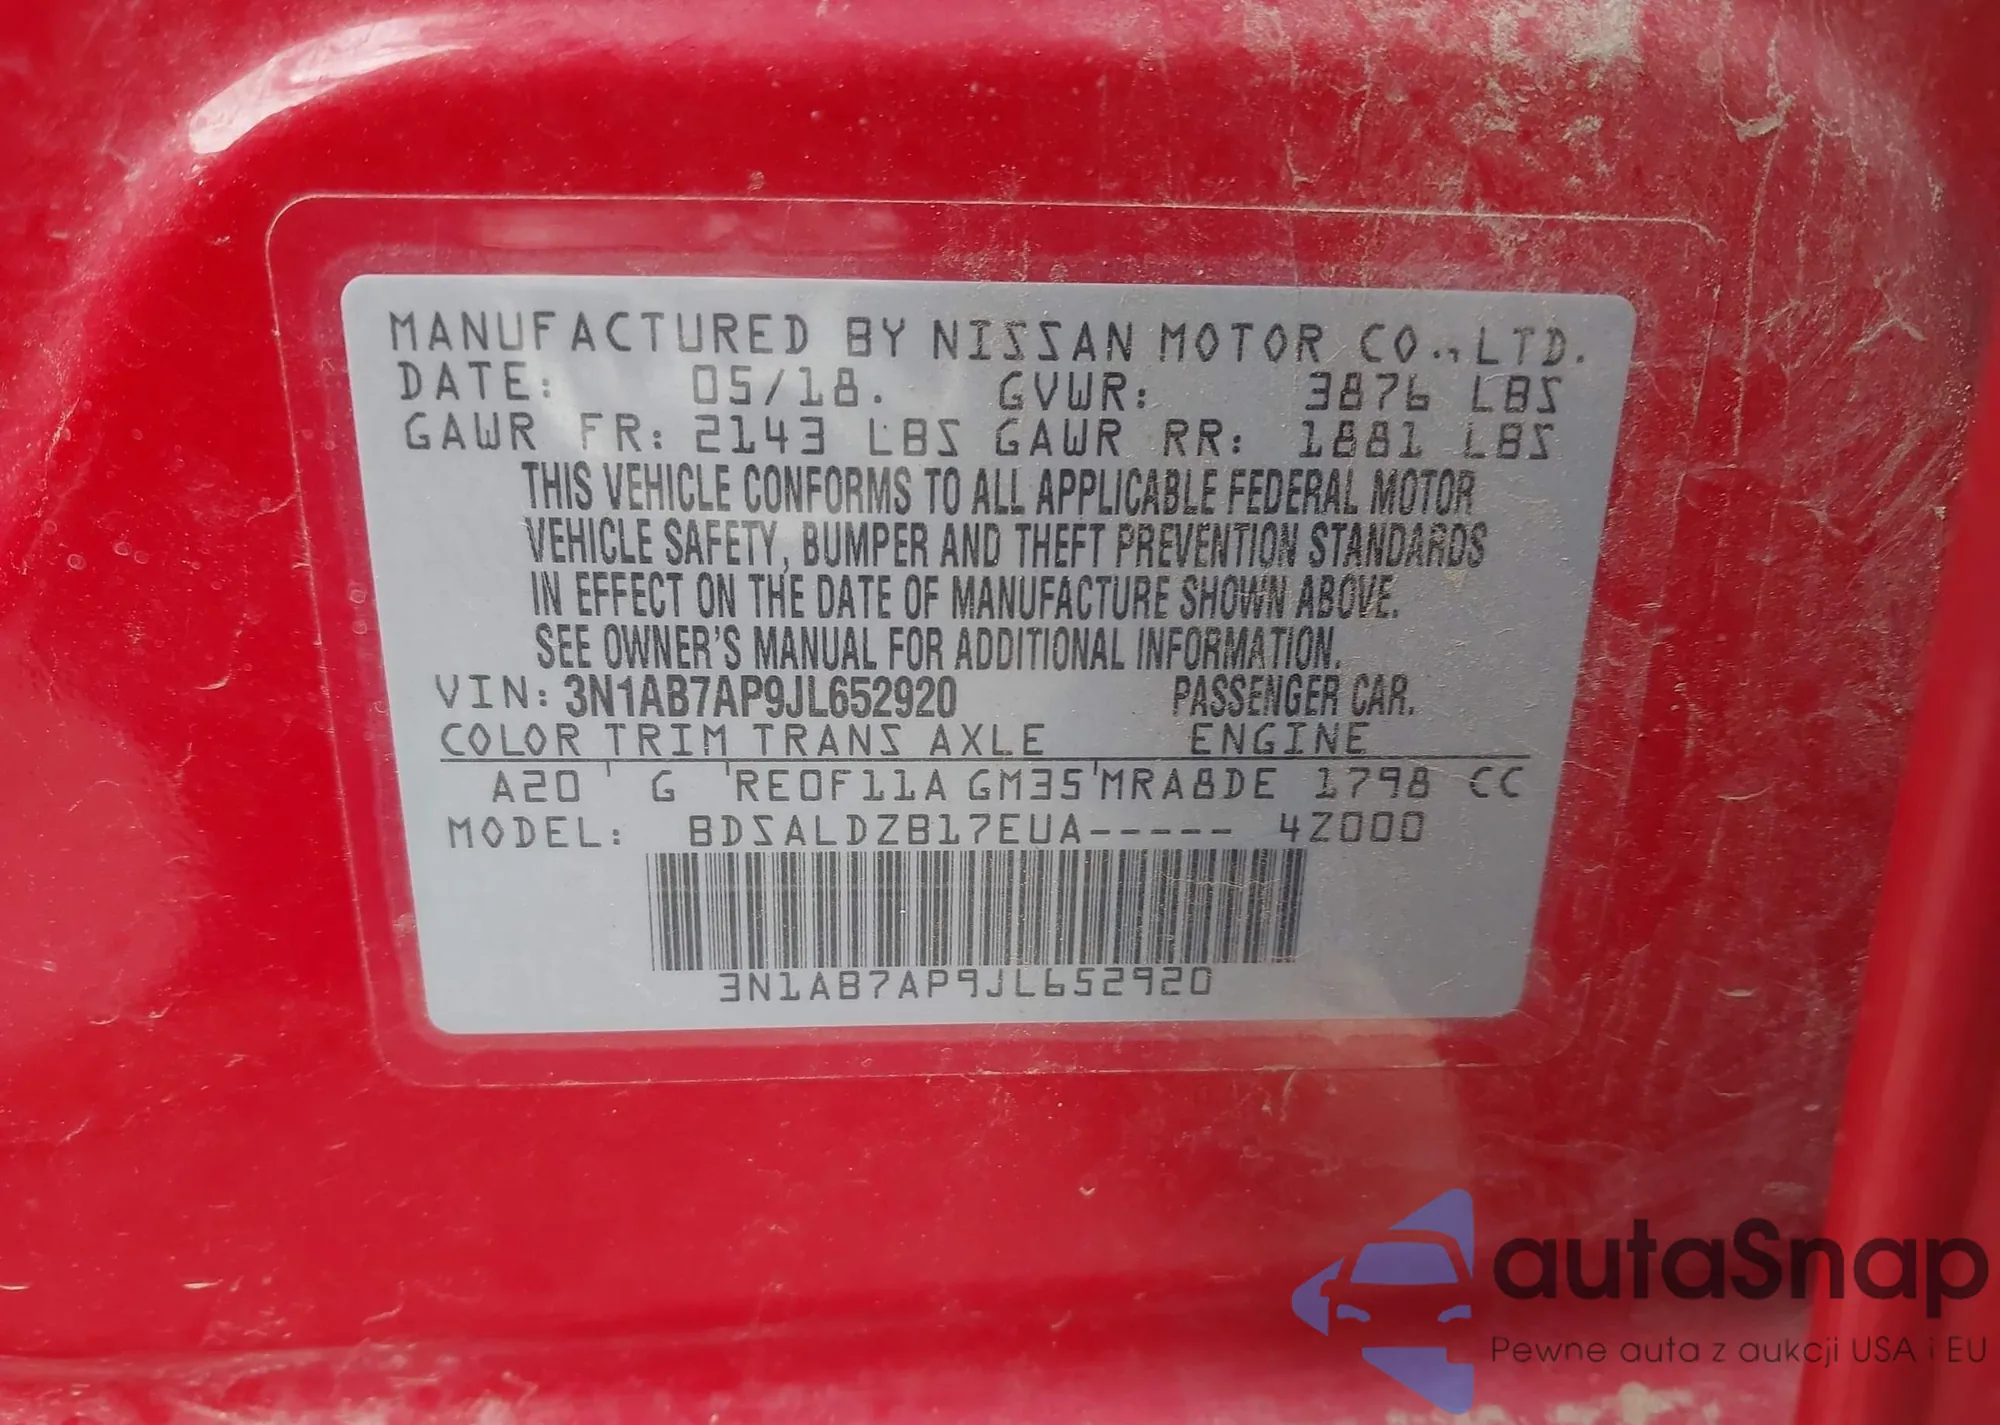 MANUFACTURED BY NISSAN MOTOR CO., LTD.
DATE: 05/18. GVWR: 3876 LBS
GAWR FR: 2143 LBS GAWR RR: 1881 LBS
THIS VEHICLE CONFORMS TO ALL APPLICABLE FEDERAL MOTOR
VEHICLE SAFETY, BUMPER AND THEFT PREVENTION STANDARDS
IN EFFECT ON THE DATE OF MANUFACTURE SHOWN ABOVE.
SEE OWNER'S MANUAL FOR ADDITIONAL INFORMATION.
VIN: 3N1AB7AP9JL652920 PASSENGER CAR.
COLOR TRIM TRANS AXLE ENGINE
A20 G RE0F11A GM35 MRA8DE 1798 CC
MODEL: BDSALDZB17EUA----- 4Z000
3N1AB7AP9JL652920
autaSnap
Pewne auta z aukcji USA i EU